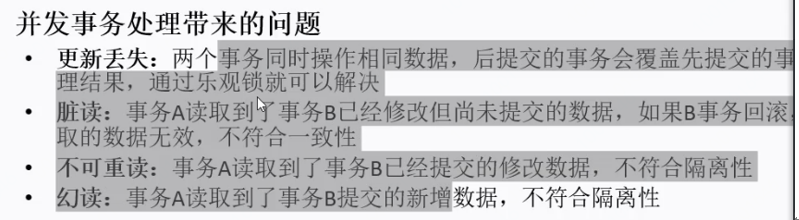 并发事务处理带来的问题
• 更新丢失：两个事务同时操作相同数据，后提交的事务会覆盖先提交的事
理结果，通过乐观锁就可以解决
• 脏读：事务A读取到了事务B已经修改但尚未提交的数据，如果B事务回滚，
取的数据无效，不符合一致性
• 不可重读：事务A读取到了事务B已经提交的修改数据，不符合隔离性
• 幻读：事务A读取到了事务B提交的新增数据，不符合隔离性